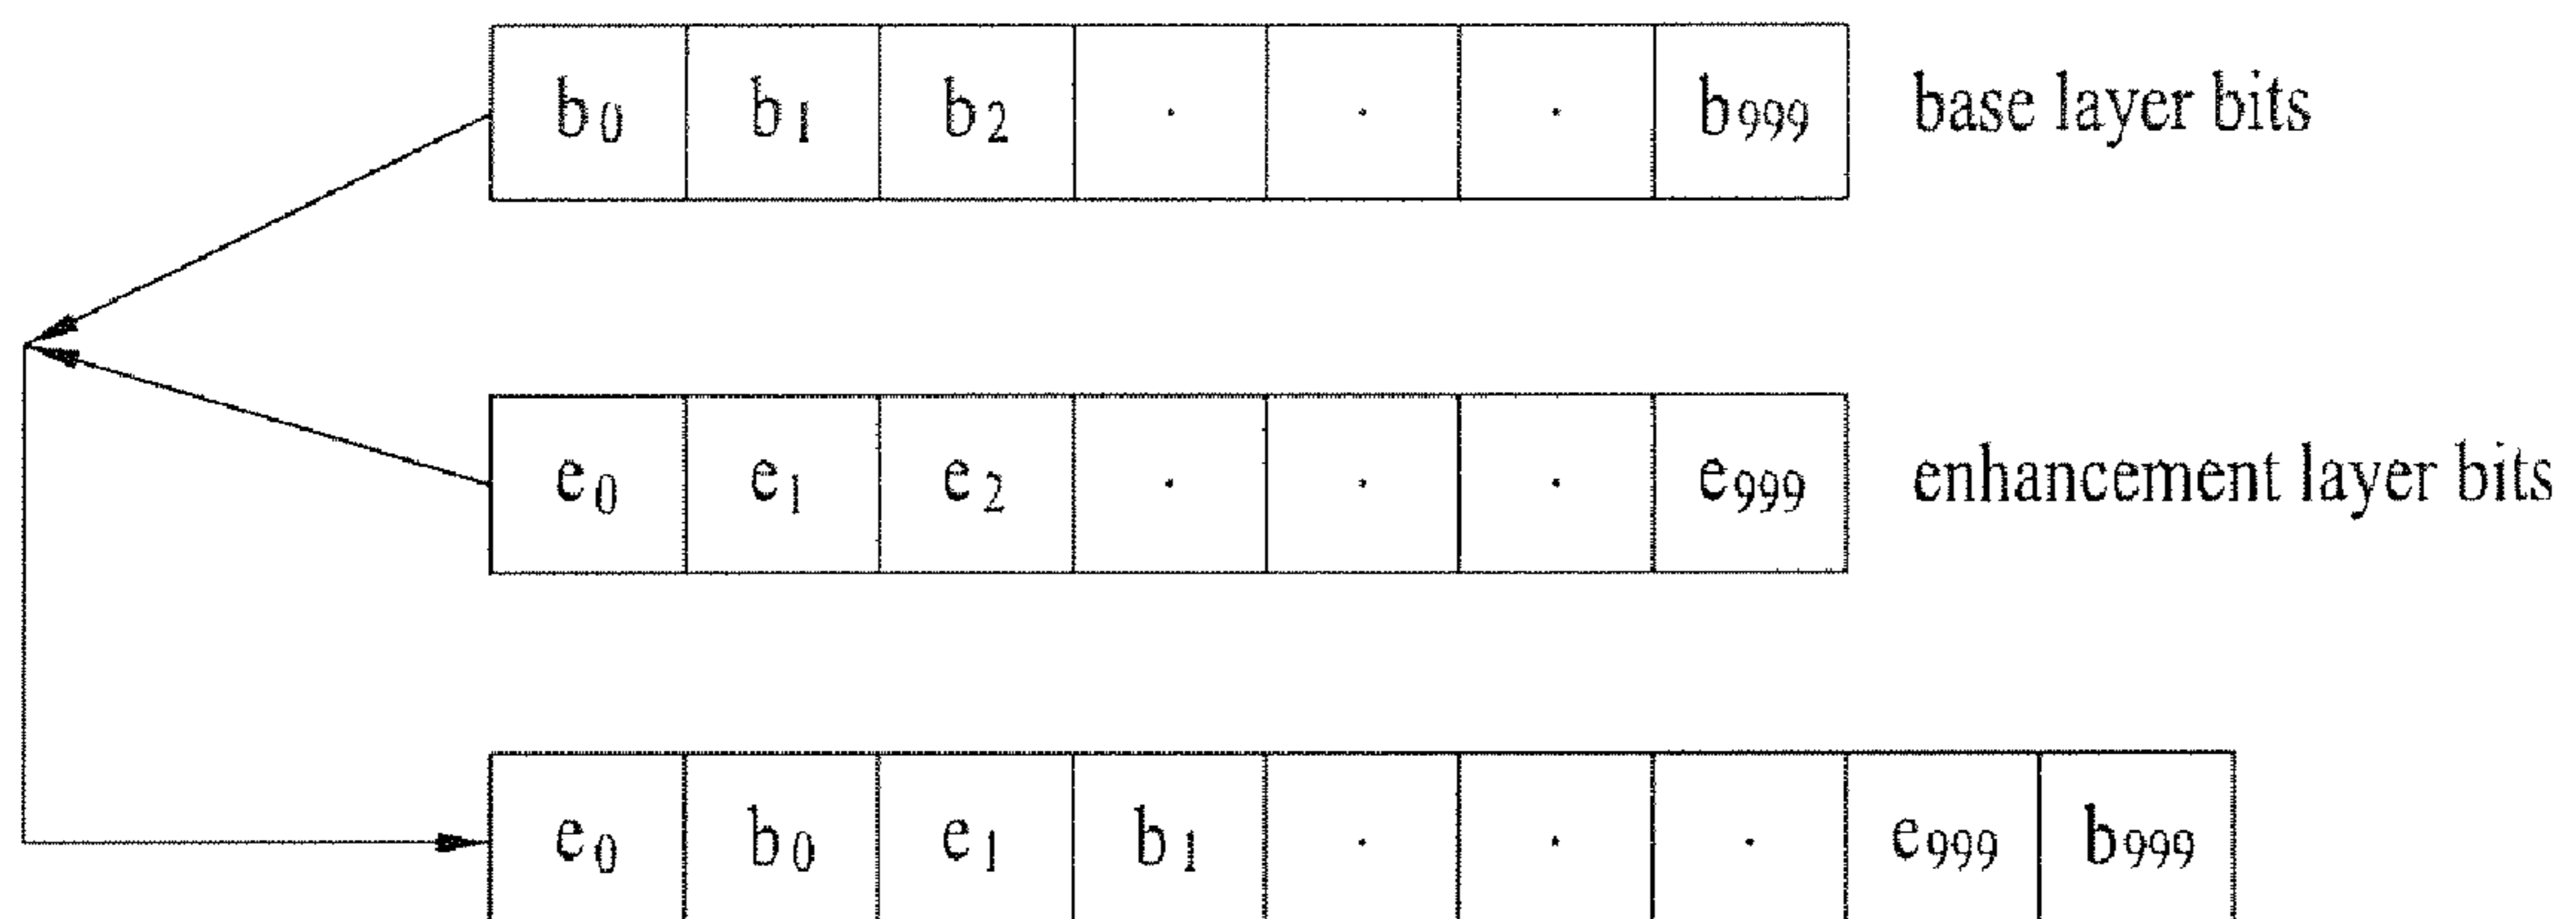 b0 b1 b2 . . . b999 base layer bits
e0 e1 e2 . . . e999 enhancement layer bits
e0 b0 e1 b1 . . . e999 b999